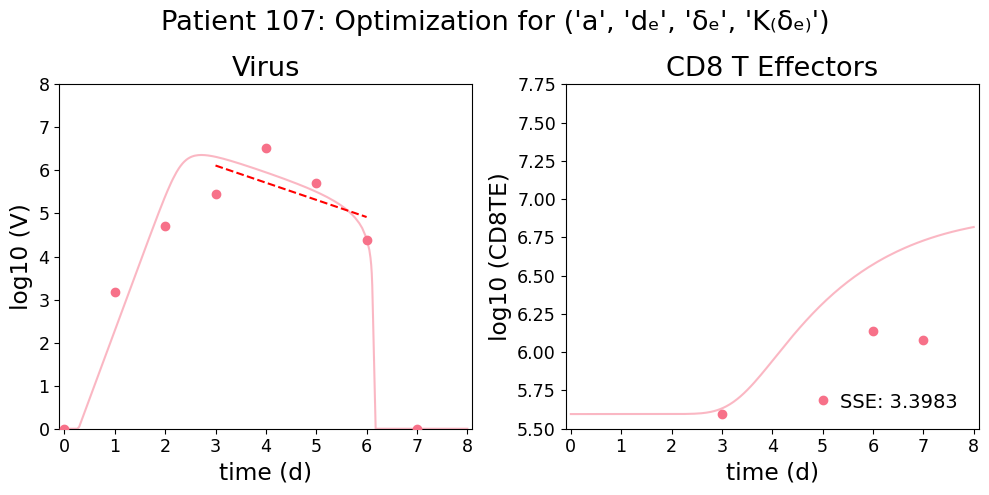 Patient 107: Optimization for ('a', 'dₑ', 'δₑ', 'K₍δₑ₎')
Virus
CD8 T Effectors
log10 (V)
8
7
6
5
4
3
2
1
0
0 1 2 3 4 5 6 7 8
time (d)
log10 (CD8TE)
7.75
7.50
7.25
7.00
6.75
6.50
6.25
6.00
5.75
5.50
SSE: 3.3983
0 1 2 3 4 5 6 7 8
time (d)